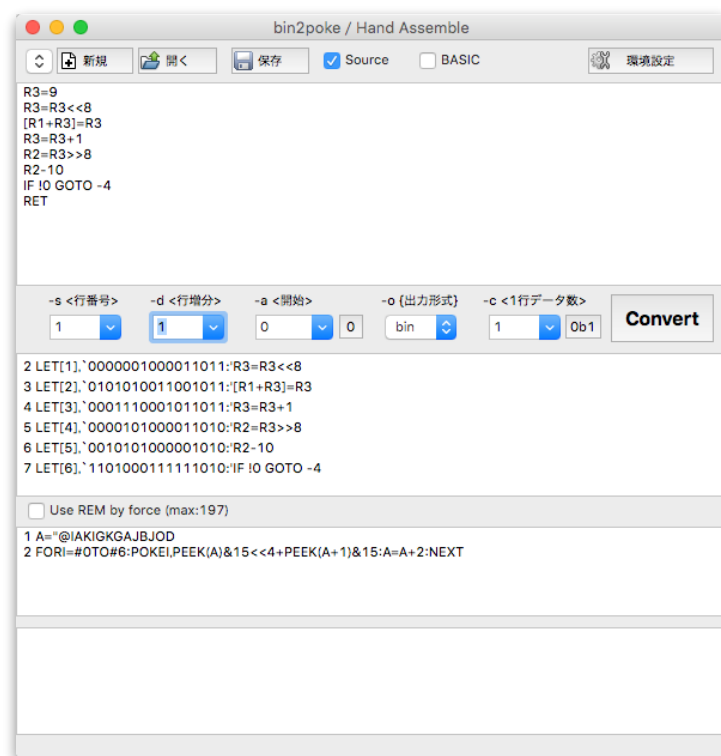 bin2poke / Hand Assemble
新規 開く 保存 Source BASIC 環境設定
R3=9
R3=R3<<8
[R1+R3]=R3
R3=R3+1
R2=R3>>8
R2-10
IF !0 GOTO -4
RET
-s <行番号> -d <行増分> -a <開始> -o {出力形式} -c <1行データ数>
1 1 0 0 bin 1 0b1 Convert
2 LET[1],`0000001000011011:'R3=R3<<8
3 LET[2],`0101010011001011:'[R1+R3]=R3
4 LET[3],`0001110001011011:'R3=R3+1
5 LET[4],`0000101000011010:'R2=R3>>8
6 LET[5],`0010101000001010:'R2-10
7 LET[6],`1101000111111010:'IF !0 GOTO -4
Use REM by force (max:197)
1 A="@IAKIGKGAJBJOD
2 FORI=#0TO#6:POKEI,PEEK(A)&15<<4+PEEK(A+1)&15:A=A+2:NEXT